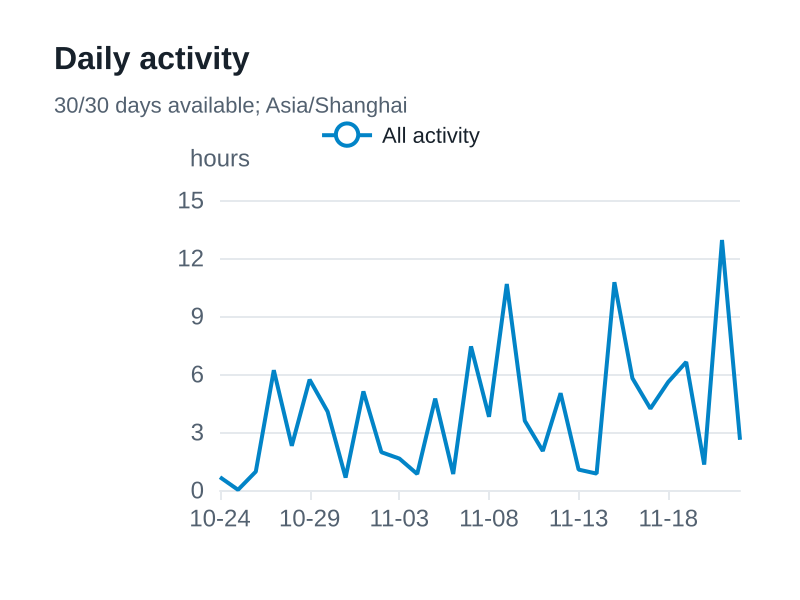 Daily activity
30/30 days available; Asia/Shanghai
All activity
hours
15
12
9
6
3
0
10-24 10-29 11-03 11-08 11-13 11-18